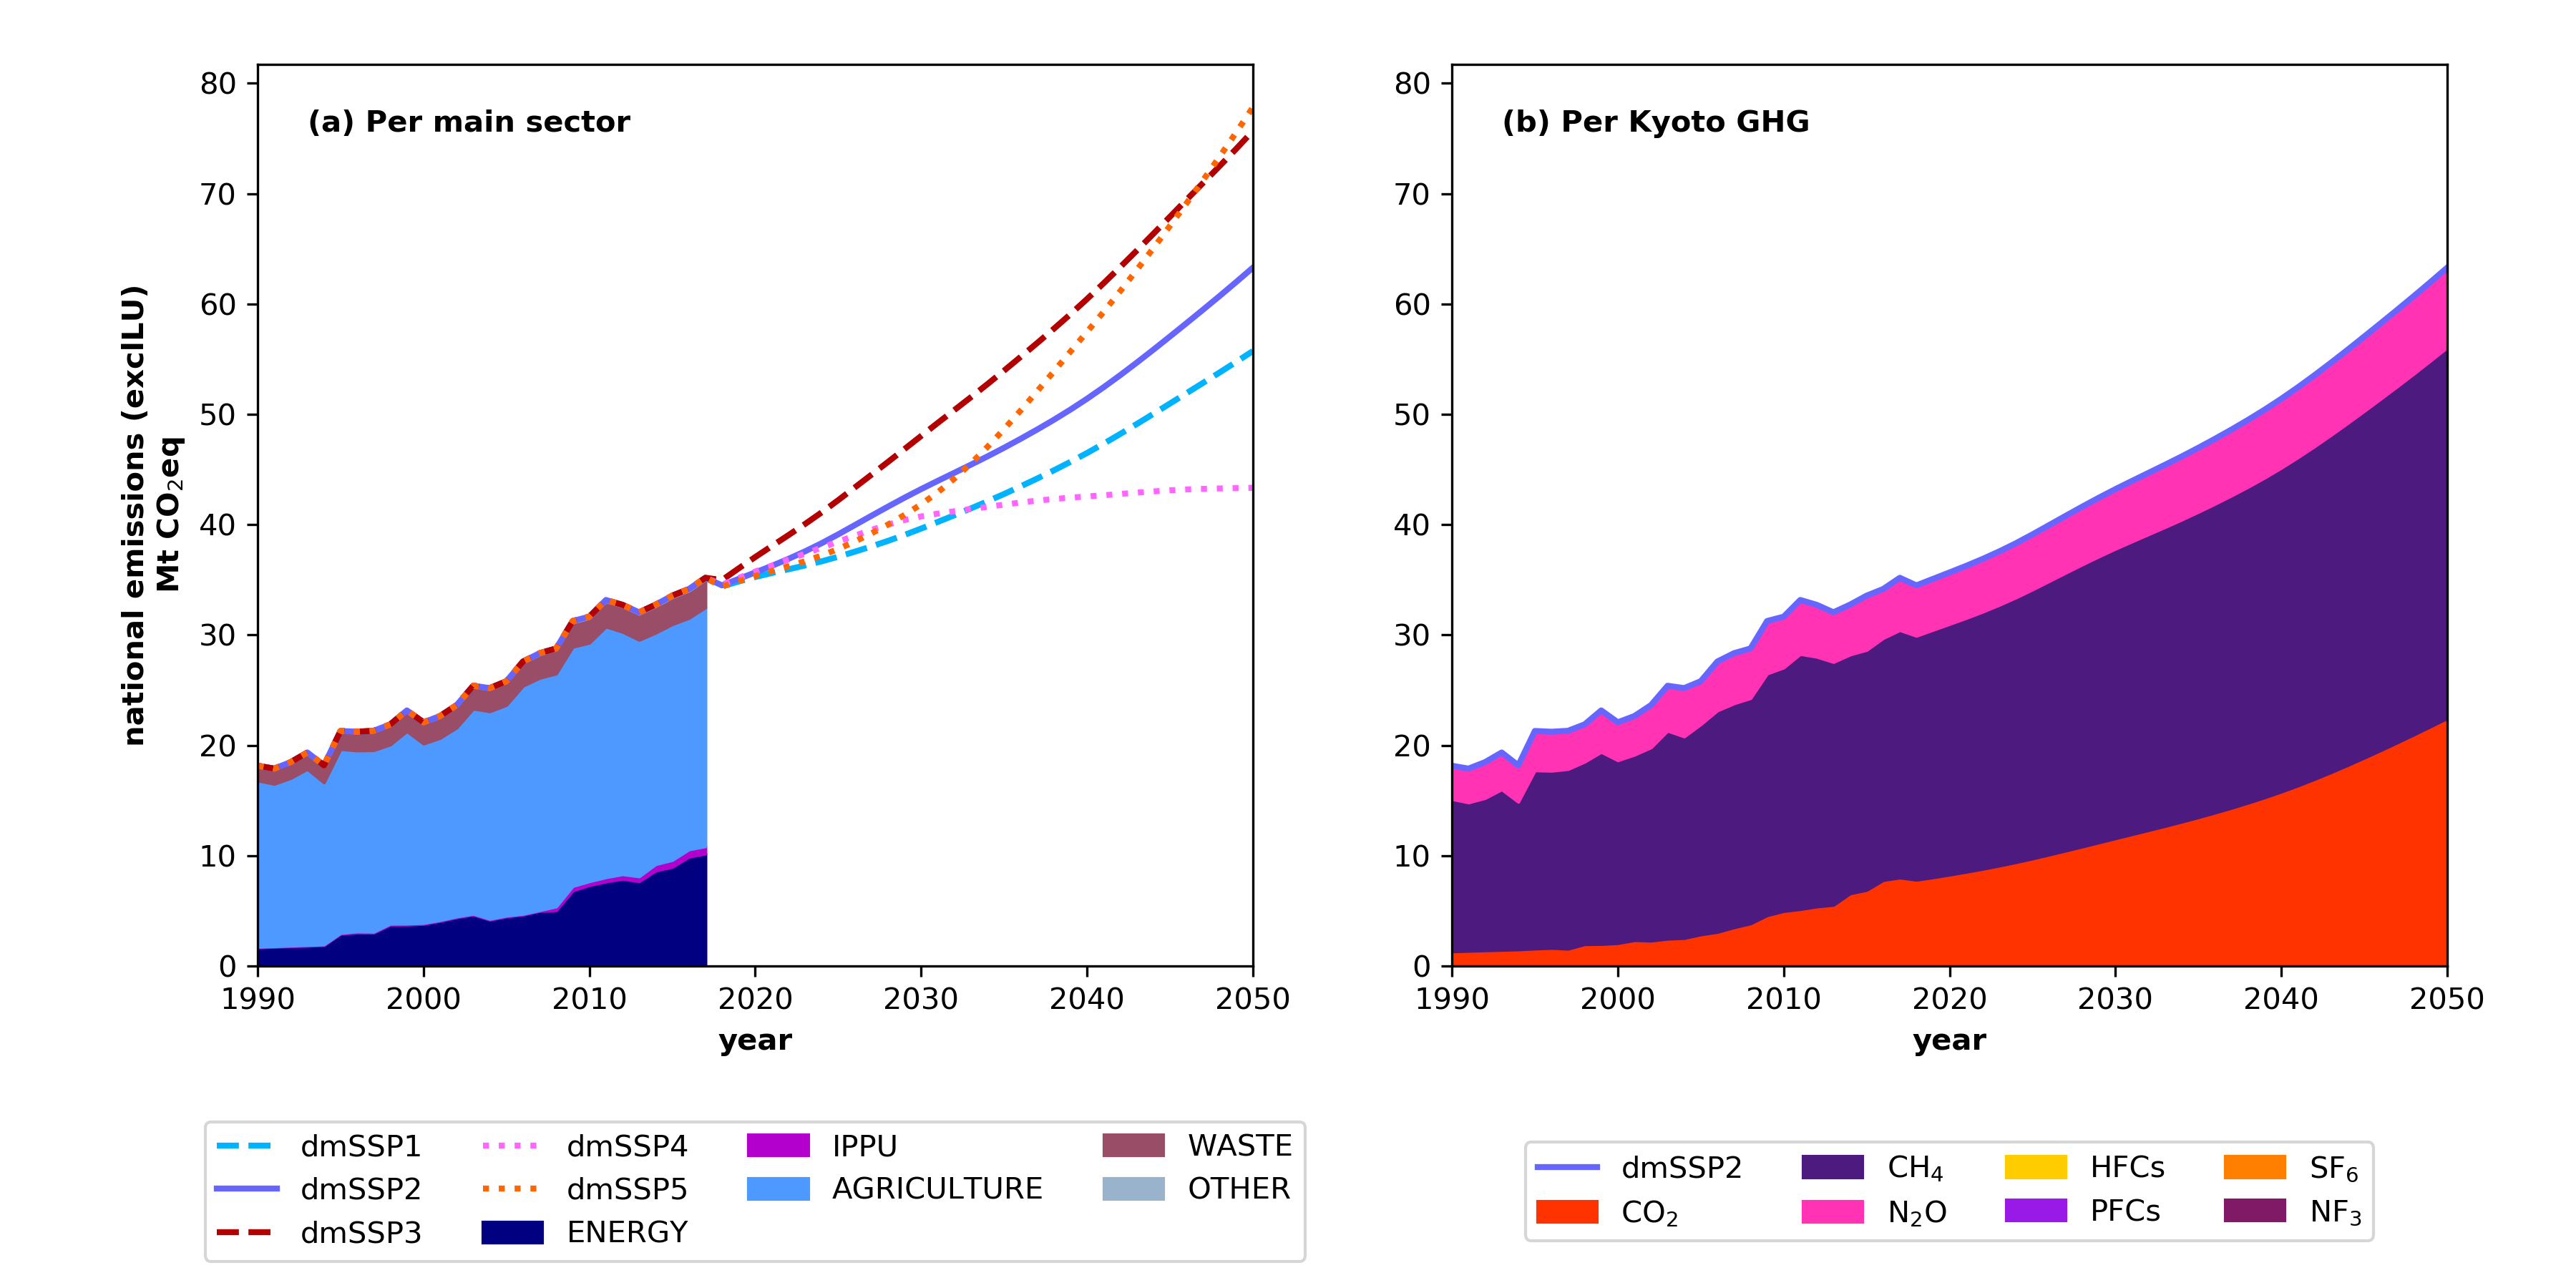 (a) Per main sector
national emissions (exclLU)
Mt CO₂eq
80
70
60
50
40
30
20
10
0
1990 2000 2010 2020 2030 2040 2050
year
dmSSP1 dmSSP4 IPPU WASTE
dmSSP2 dmSSP5 AGRICULTURE OTHER
dmSSP3 ENERGY
(b) Per Kyoto GHG
80
70
60
50
40
30
20
10
0
1990 2000 2010 2020 2030 2040 2050
year
dmSSP2 CH₄ HFCs SF₆
CO₂ N₂O PFCs NF₃